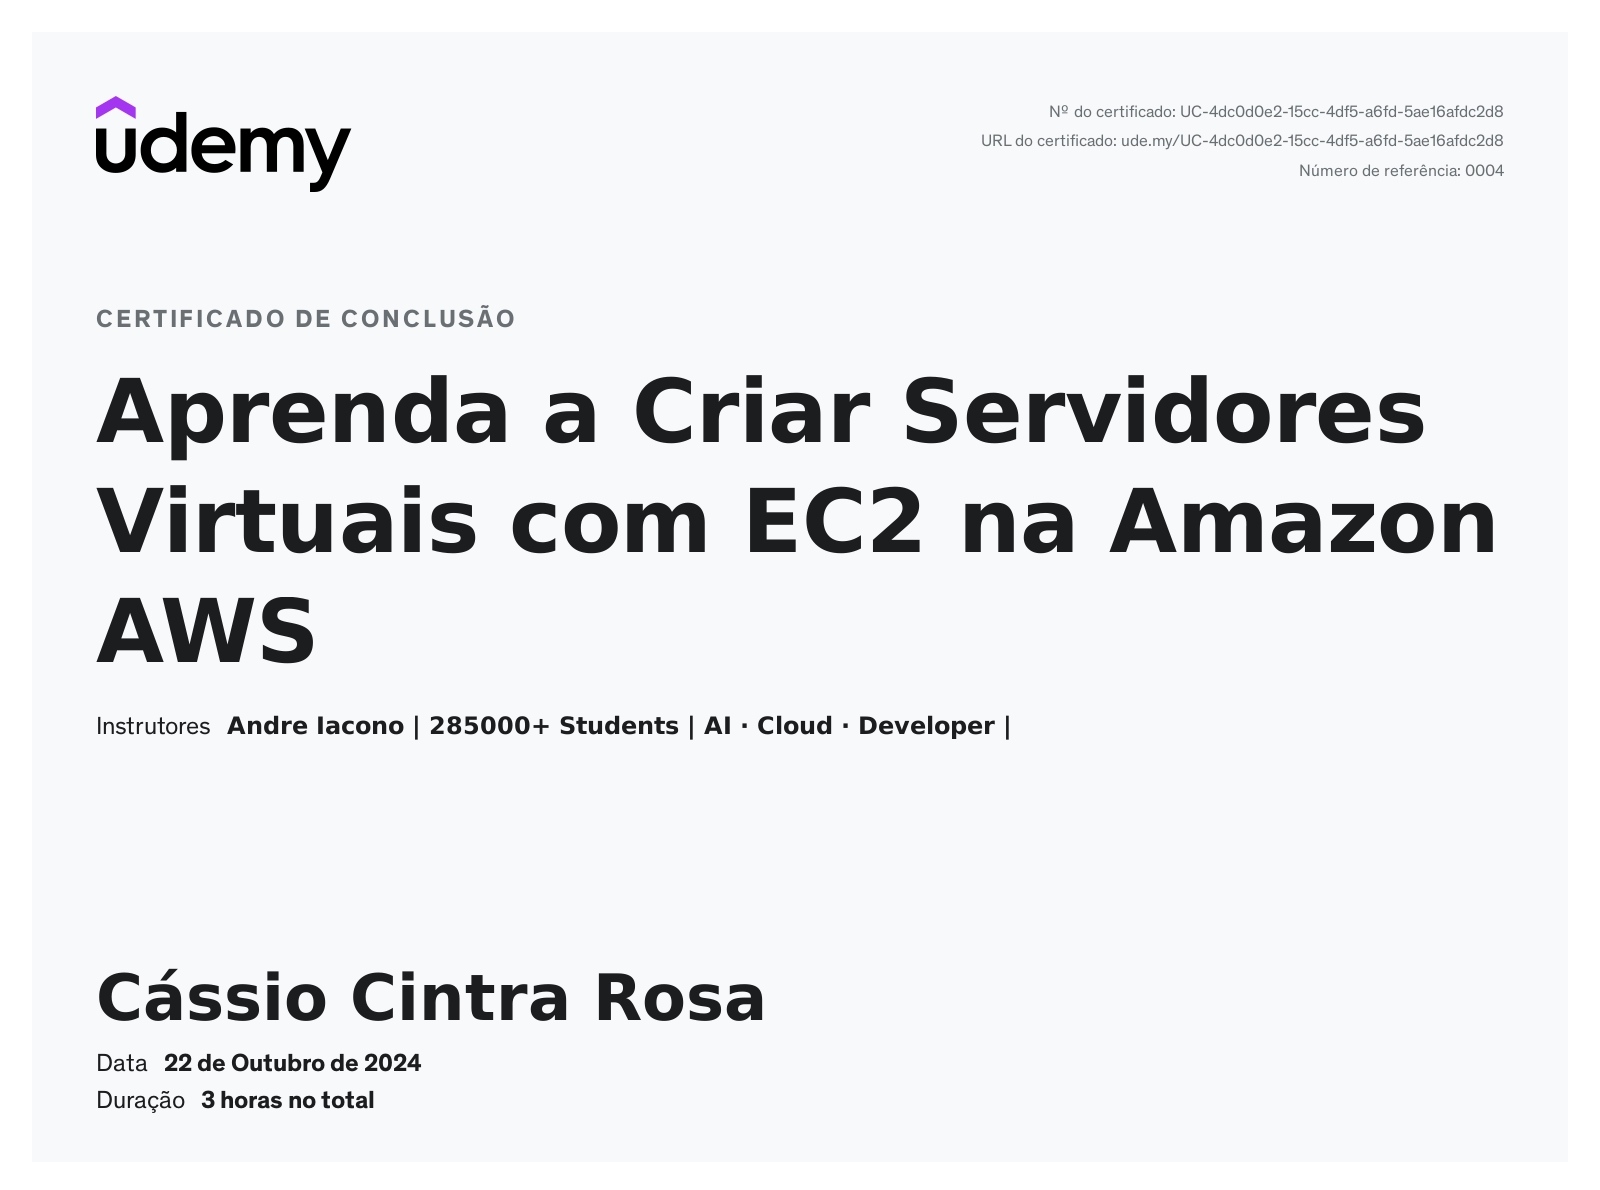 udemy
Nº do certificado: UC-4dc0d0e2-15cc-4df5-a6fd-5ae16afdc2d8
URL do certificado: ude.my/UC-4dc0d0e2-15cc-4df5-a6fd-5ae16afdc2d8
Número de referência: 0004
CERTIFICADO DE CONCLUSÃO
Aprenda a Criar Servidores
Virtuais com EC2 na Amazon
AWS
Instrutores Andre Iacono | 285000+ Students | AI · Cloud · Developer |
Cássio Cintra Rosa
Data 22 de Outubro de 2024
Duração 3 horas no total